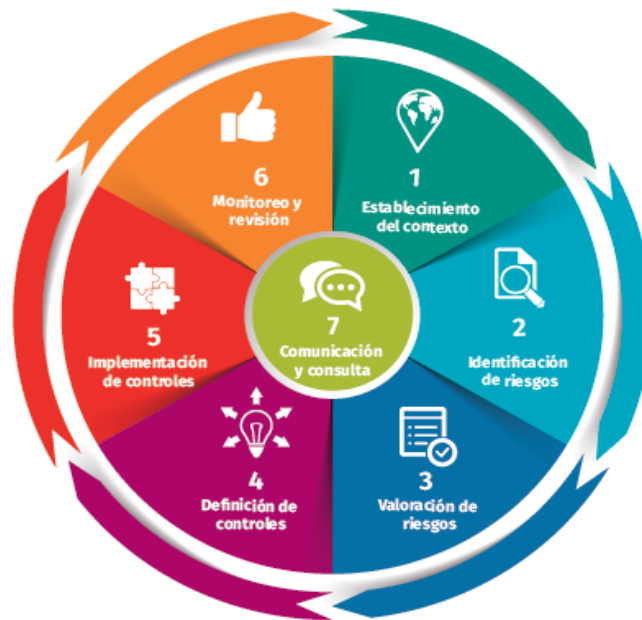 1
Establecimiento
del contexto
2
Identificación
de riesgos
3
Valoración de
riesgos
4
Definición de
controles
5
Implementación
de controles
6
Monitoreo y
revisión
7
Comunicación
y consulta